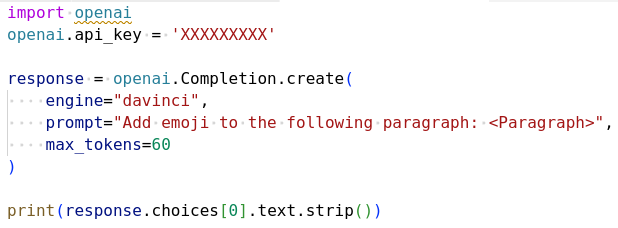 import openai
openai.api_key = 'XXXXXXXXX'

response = openai.Completion.create(
    engine="davinci",
    prompt="Add emoji to the following paragraph: <Paragraph>",
    max_tokens=60
)

print(response.choices[0].text.strip())